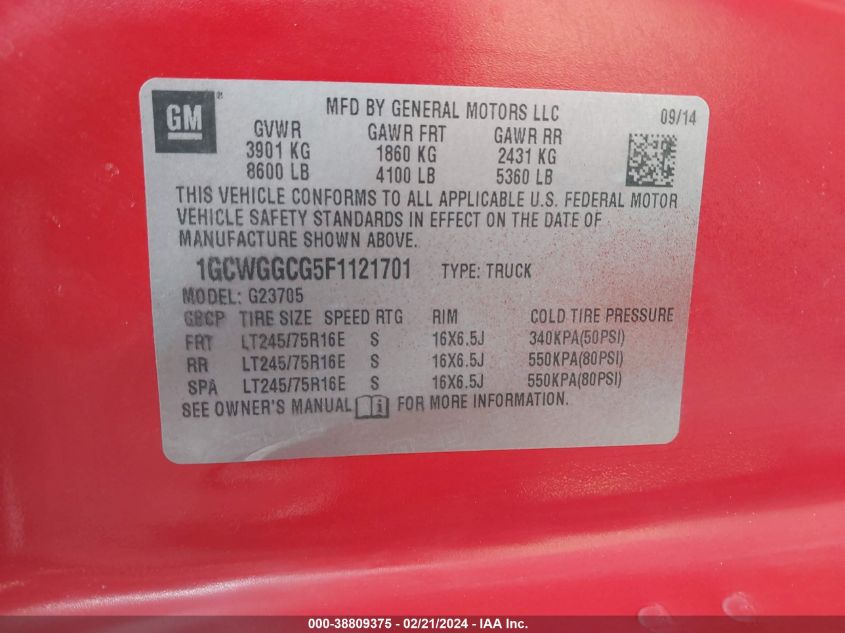 GM®
MFD BY GENERAL MOTORS LLC 09/14
GVWR GAWR FRT GAWR RR
3901 KG 1860 KG 2431 KG
8600 LB 4100 LB 5360 LB
THIS VEHICLE CONFORMS TO ALL APPLICABLE U.S. FEDERAL MOTOR
VEHICLE SAFETY STANDARDS IN EFFECT ON THE DATE OF
MANUFACTURE SHOWN ABOVE.
1GCWGGCG5F1121701 TYPE: TRUCK
MODEL: G23705
GBCP TIRE SIZE SPEED RTG RIM COLD TIRE PRESSURE
FRT LT245/75R16E S 16X6.5J 340KPA(50PSI)
RR LT245/75R16E S 16X6.5J 550KPA(80PSI)
SPA LT245/75R16E S 16X6.5J 550KPA(80PSI)
SEE OWNER'S MANUAL FOR MORE INFORMATION.
000-38809375 - 02/21/2024 - IAA, Inc.